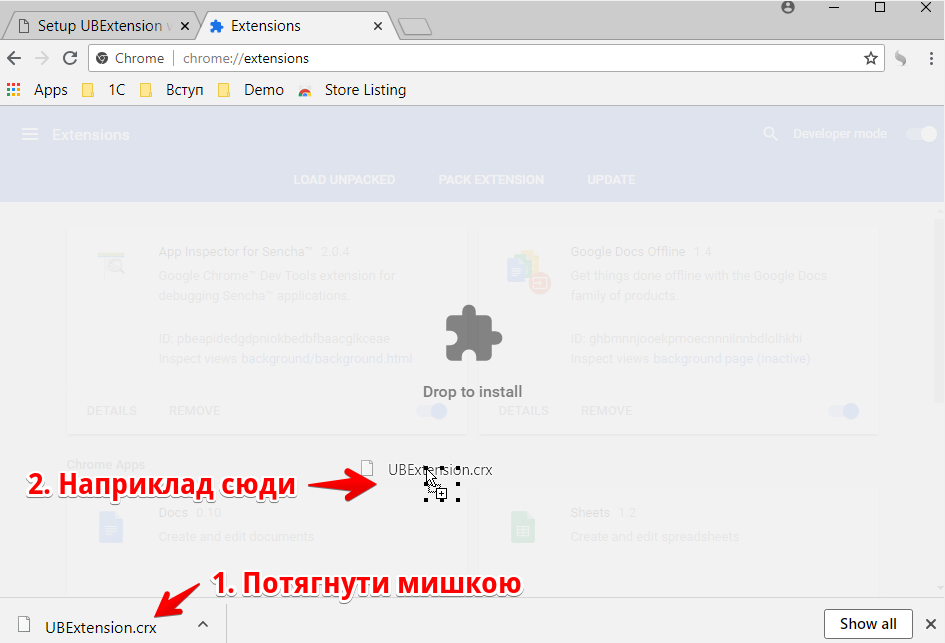 Setup UBExtension w
Extensions
Chrome chrome://extensions
Apps 1C Вступ Demo Store Listing
Extensions Developer mode
LOAD UNPACKED PACK EXTENSION UPDATE
App Inspector for Sencha™ 2.0.4
Google Chrome™ Dev Tools extension for
debugging Sencha™ applications.
ID: pbeapidedgdpniokbedbfbaacglkceae
Inspect views background/background.html
DETAILS REMOVE
Google Docs Offline 1.4
Get things done offline with the Google Docs
family of products.
ID: ghbmnnjooekpmoecnnnilnnbdlolhkhi
Inspect views background page (Inactive)
DETAILS REMOVE
Drop to install
Chrome Apps
UBExtension.crx
2. Наприклад сюди
Docs 0.10
Create and edit documents
Sheets 1.2
Create and edit spreadsheets
1. Потягнути мишкою
UBExtension.crx
Show all